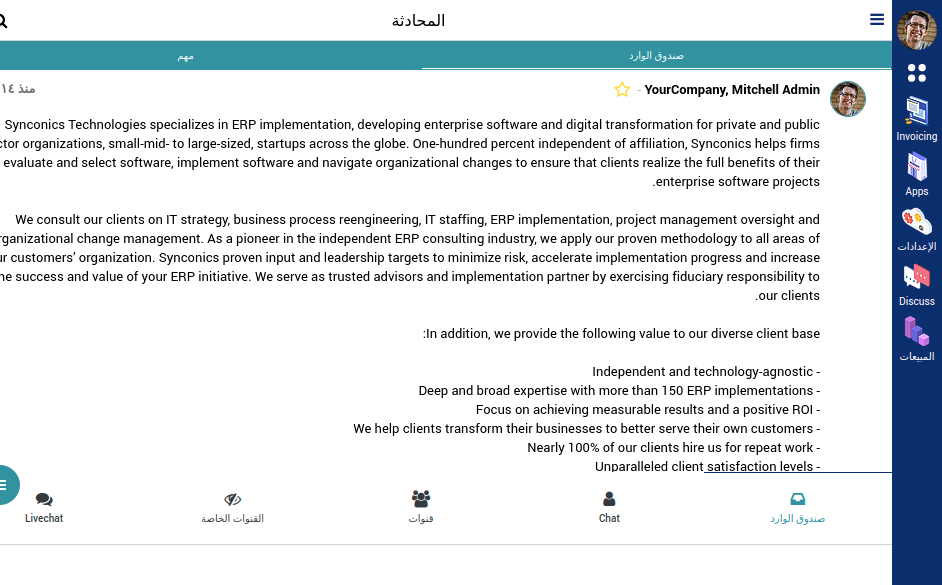 المحادثة
صندوق الوارد
مهم
YourCompany, Mitchell Admin -
منذ ١٤
Synconics Technologies specializes in ERP implementation, developing enterprise software and digital transformation for private and public
organizations, small-mid- to large-sized, startups across the globe. One-hundred percent independent of affiliation, Synconics helps firms
evaluate and select software, implement software and navigate organizational changes to ensure that clients realize the full benefits of their
.enterprise software projects
We consult our clients on IT strategy, business process reengineering, IT staffing, ERP implementation, project management oversight and
change management. As a pioneer in the independent ERP consulting industry, we apply our proven methodology to all areas of
customers’ organization. Synconics proven input and leadership targets to minimize risk, accelerate implementation progress and increase
success and value of your ERP initiative. We serve as trusted advisors and implementation partner by exercising fiduciary responsibility to
.our clients
:In addition, we provide the following value to our diverse client base
Independent and technology-agnostic -
Deep and broad expertise with more than 150 ERP implementations -
Focus on achieving measurable results and a positive ROI -
We help clients transform their businesses to better serve their own customers -
Nearly 100% of our clients hire us for repeat work -
Unparalleled client satisfaction levels -
صندوق الوارد
Chat
قنوات
القنوات الخاصة
Livechat
Invoicing
Apps
الإعدادات
Discuss
المبيعات